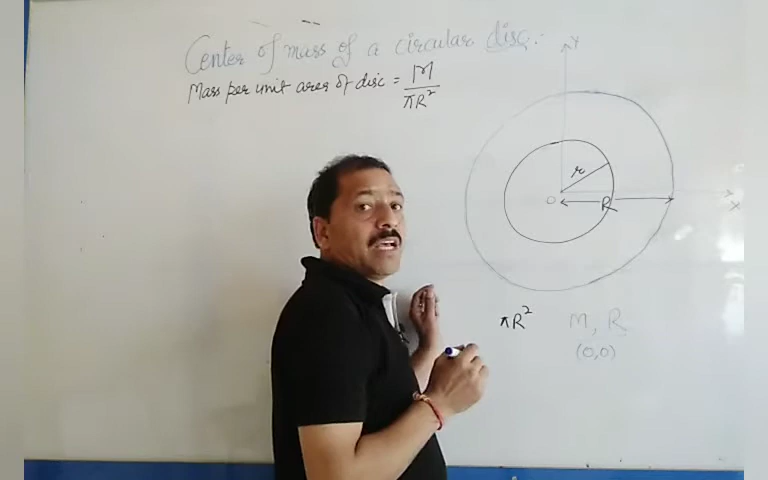 Center of mass of a circular disc:
Mass per unit area of disc = M/πR²
Y
r
O
R
X
πR² M, R
(0,0)